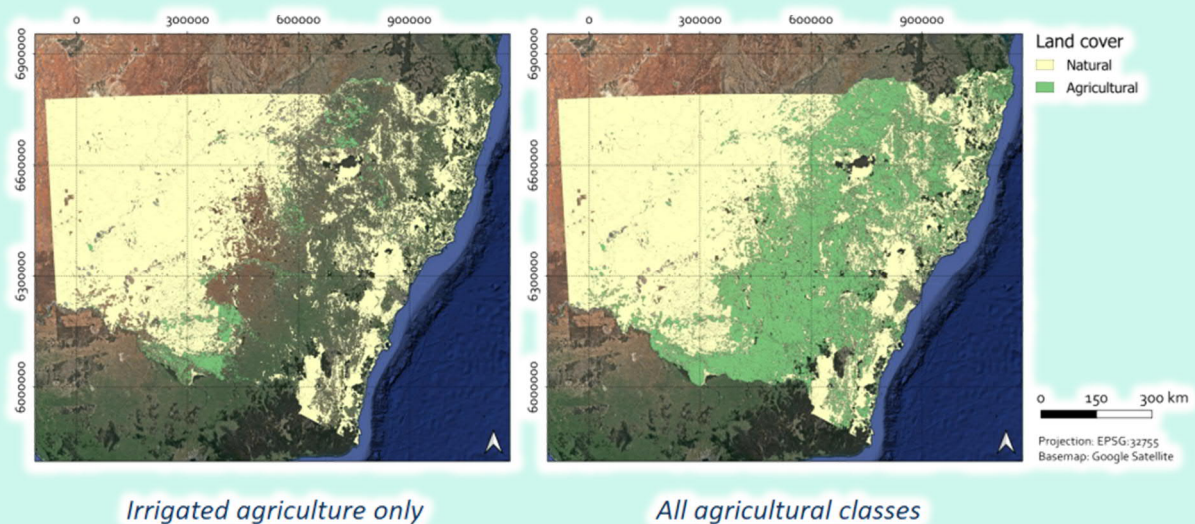 0 300000 600000 900000
0 300000 600000 900000
6900000
6600000
6300000
6000000
6900000
6600000
6300000
6000000
Land cover
Natural
Agricultural
0 150 300 km
Projection: EPSG:32755
Basemap: Google Satellite
Irrigated agriculture only
All agricultural classes